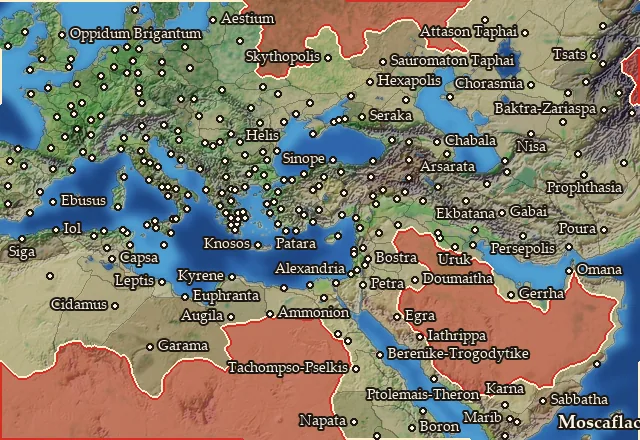 Aestium
Oppidum Brigantum
Attason Taphai
Skythopolis
Sauromaton Taphai
Tsats
Hexapolis
Chorasmia
Baktra-Zariaspa
Seraka
Helis
Chabala
Nisa
Sinope
Arsarata
Prophthasia
Ebusus
Ekbatana
Gabai
Iol
Poura
Knosos
Patara
Persepolis
Siga
Capsa
Bostra
Uruk
Alexandria
Omana
Kyrene
Leptis
Petra
Doumaitha
Gerrha
Euphranta
Cidamus
Augila
Ammonion
Egra
Iathrippa
Garama
Berenike-Trogodytike
Tachompso-Pselkis
Karna
Ptolemais-Theron
Sabbatha
Marib
Napata
Boron
Moscaflac